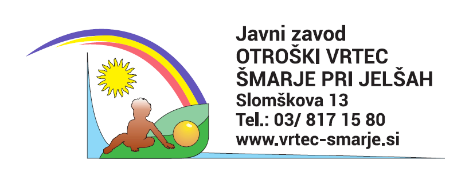 Javni zavod
OTROŠKI VRTEC
ŠMARJE PRI JELŠAH
Slomškova 13
Tel.: 03/ 817 15 80
www.vrtec-smarje.si